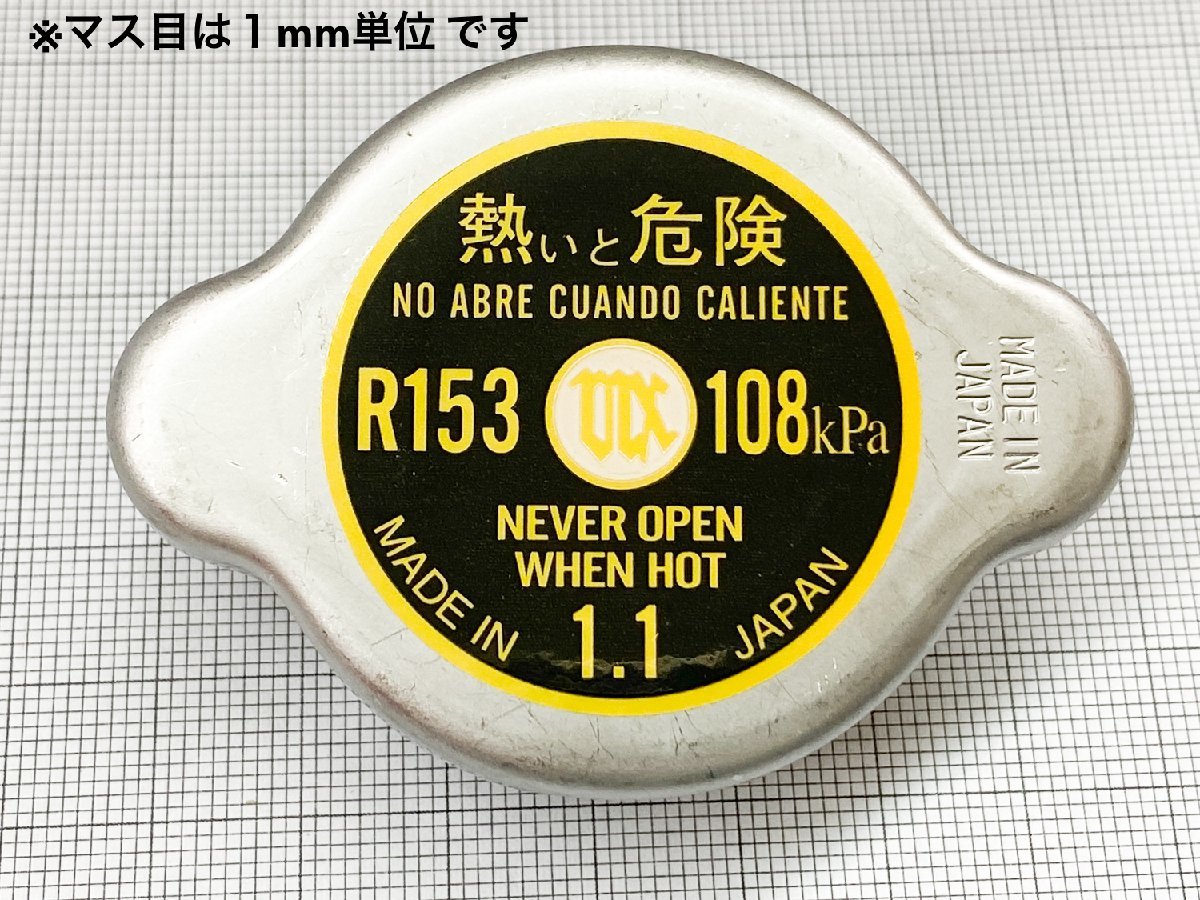 ※マス目は１mm単位 です
熱いと危険
NO ABRE CUANDO CALIENTE
R153
108kPa
NEVER OPEN
WHEN HOT
MADE IN
1.1
JAPAN
MADE IN
JAPAN